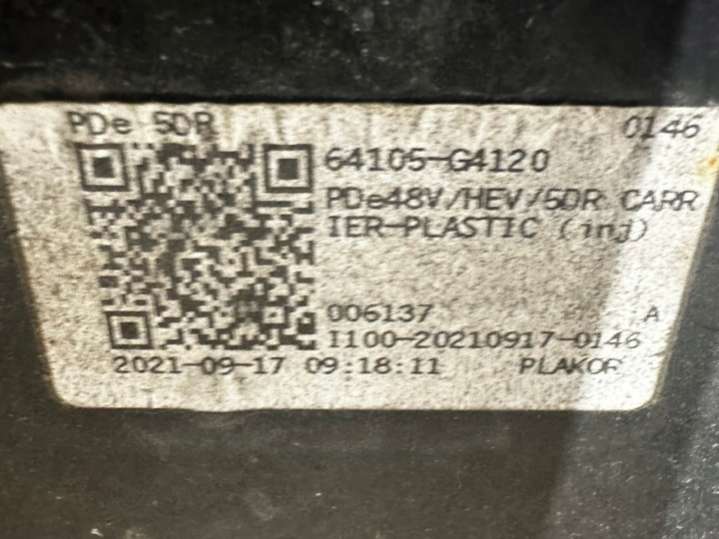 PDe 5DR 0146
64105-G4120
PDe48V/HEV/5DR CARR
IER-PLASTIC (inj)
006137 A
I100-20210917-0146
2021-09-17 09:18:11 PLAKOR